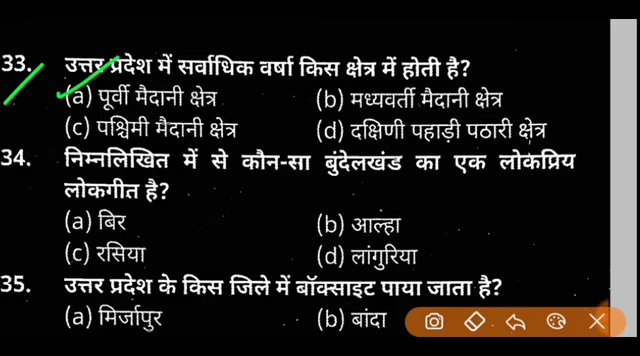 33. उत्तर प्रदेश में सर्वाधिक वर्षा किस क्षेत्र में होती है?
(a) पूर्वी मैदानी क्षेत्र (b) मध्यवर्ती मैदानी क्षेत्र
(c) पश्चिमी मैदानी क्षेत्र (d) दक्षिणी पहाड़ी पठारी क्षेत्र
34. निम्नलिखित में से कौन-सा बुंदेलखंड का एक लोकप्रिय
लोकगीत है?
(a) बिर (b) आल्हा
(c) रसिया (d) लांगुरिया
35. उत्तर प्रदेश के किस जिले में बॉक्साइट पाया जाता है?
(a) मिर्जापुर (b) बांदा